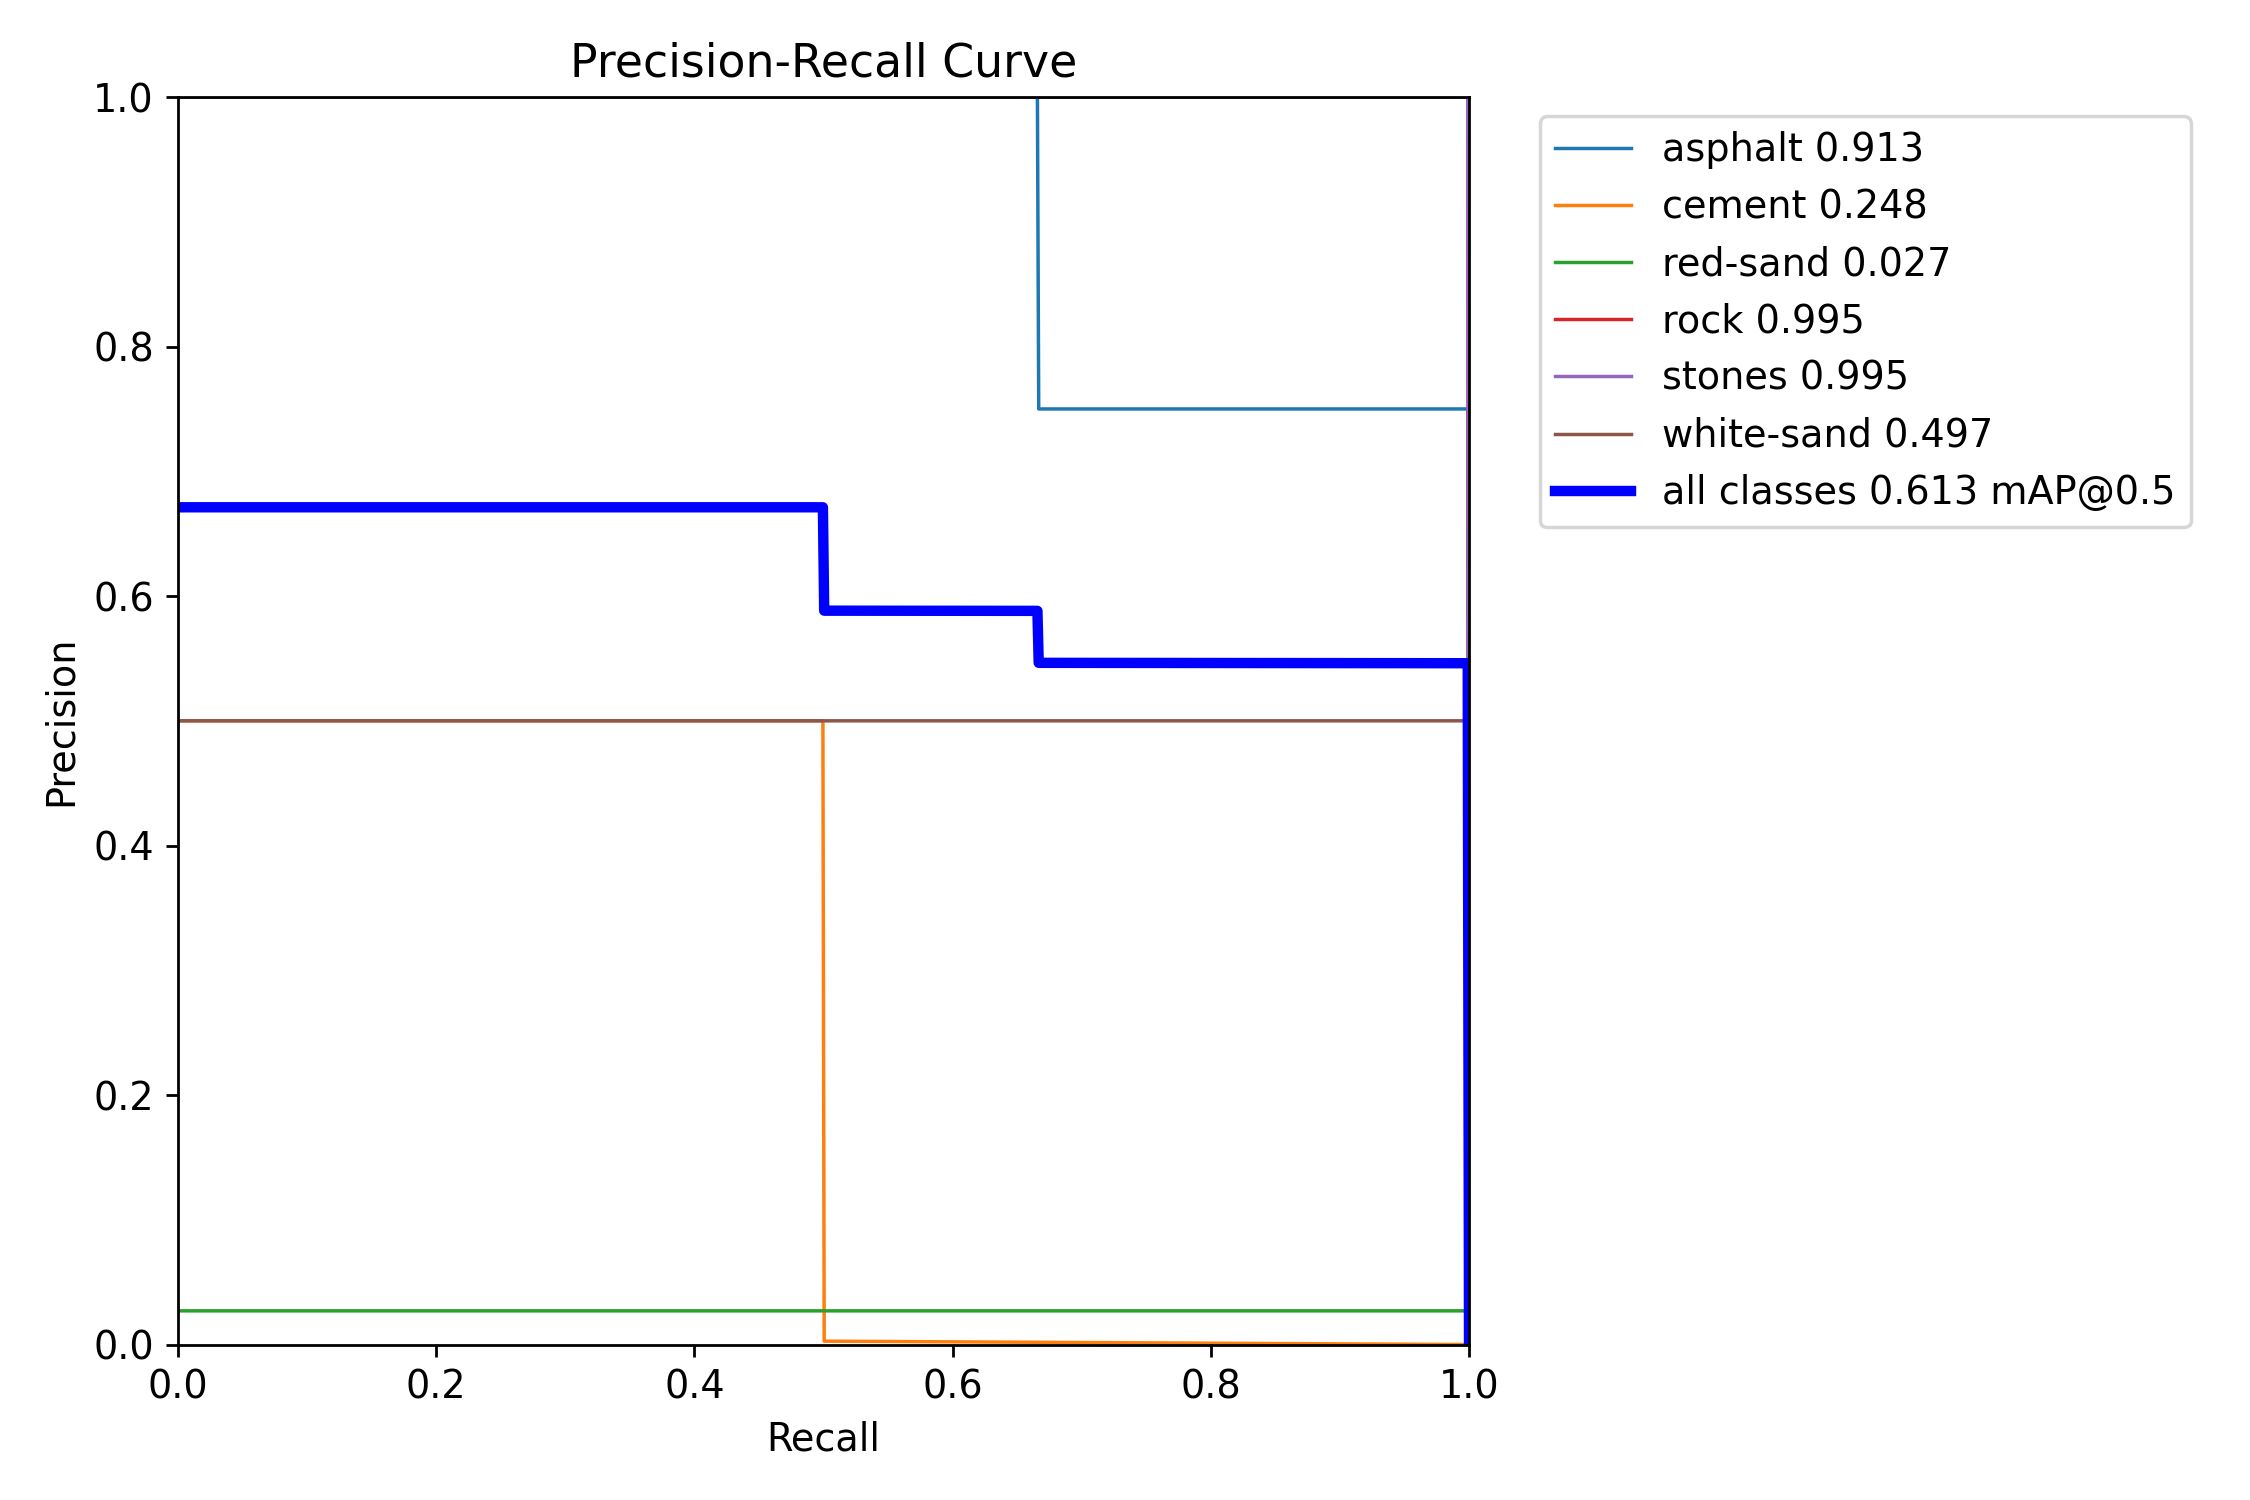 Precision-Recall Curve
1.0
0.8
0.6
0.4
0.2
0.0
Precision
0.0 0.2 0.4 0.6 0.8 1.0
Recall
asphalt 0.913
cement 0.248
red-sand 0.027
rock 0.995
stones 0.995
white-sand 0.497
all classes 0.613 mAP@0.5